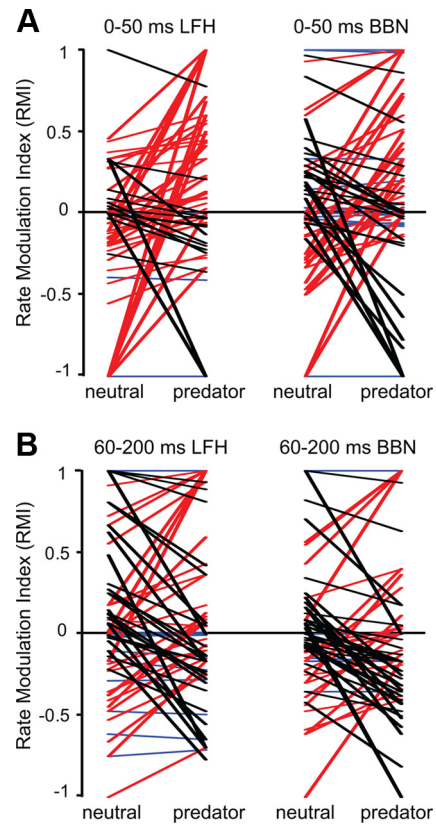 A
0-50 ms LFH 0-50 ms BBN
Rate Modulation Index (RMI)
1
0.5
0
-0.5
-1
neutral predator neutral predator
B
60-200 ms LFH 60-200 ms BBN
Rate Modulation Index (RMI)
1
0.5
0
-0.5
-1
neutral predator neutral predator